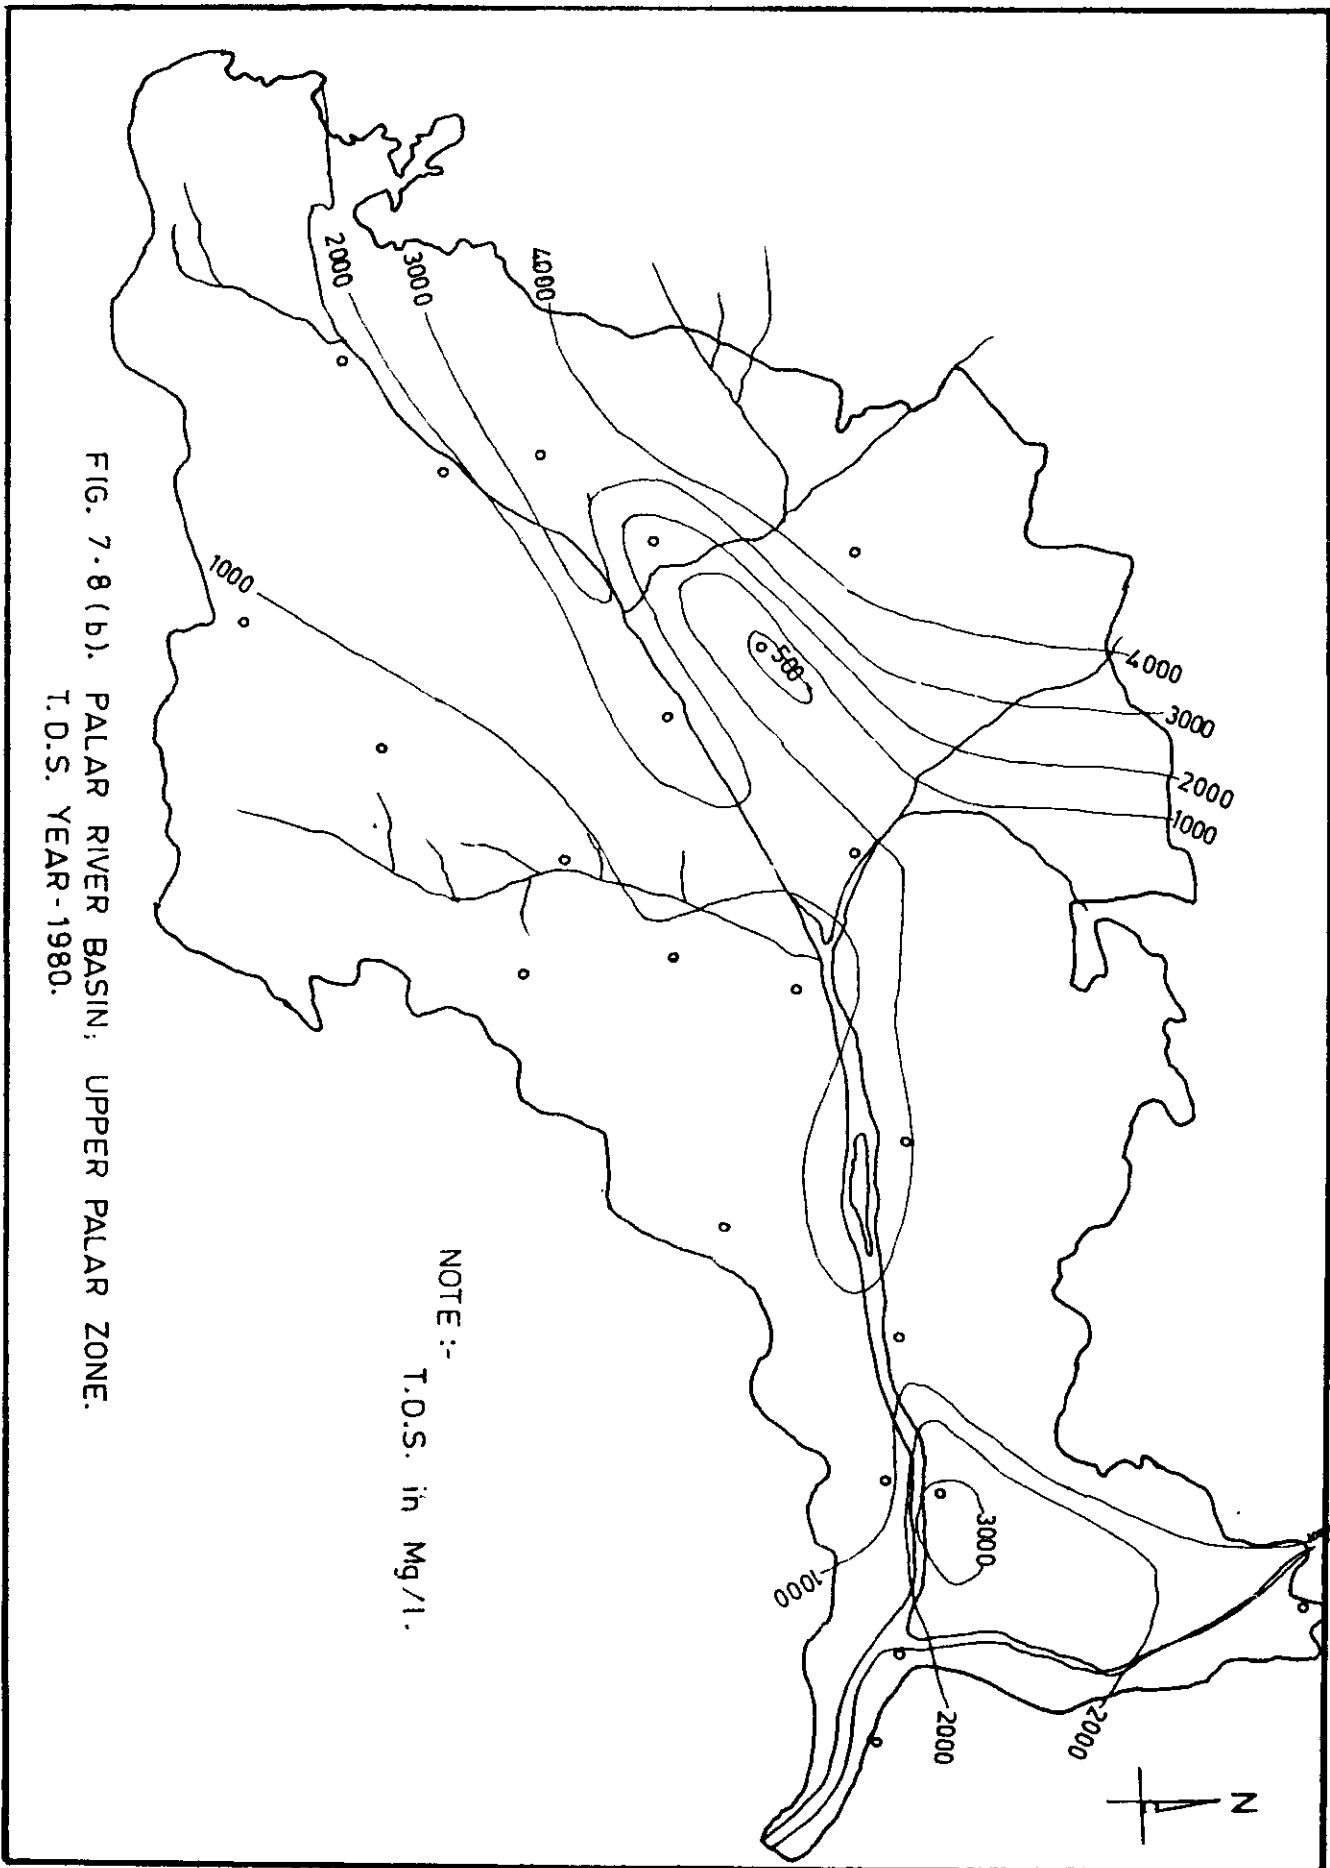 N
4000
3000
2000
1000
2000
3000
2000
1000
500
4000
3000
2000
1000
NOTE :-
T.D.S. in Mg/l.
FIG. 7·8(b). PALAR RIVER BASIN; UPPER PALAR ZONE.
T.D.S. YEAR-1980.